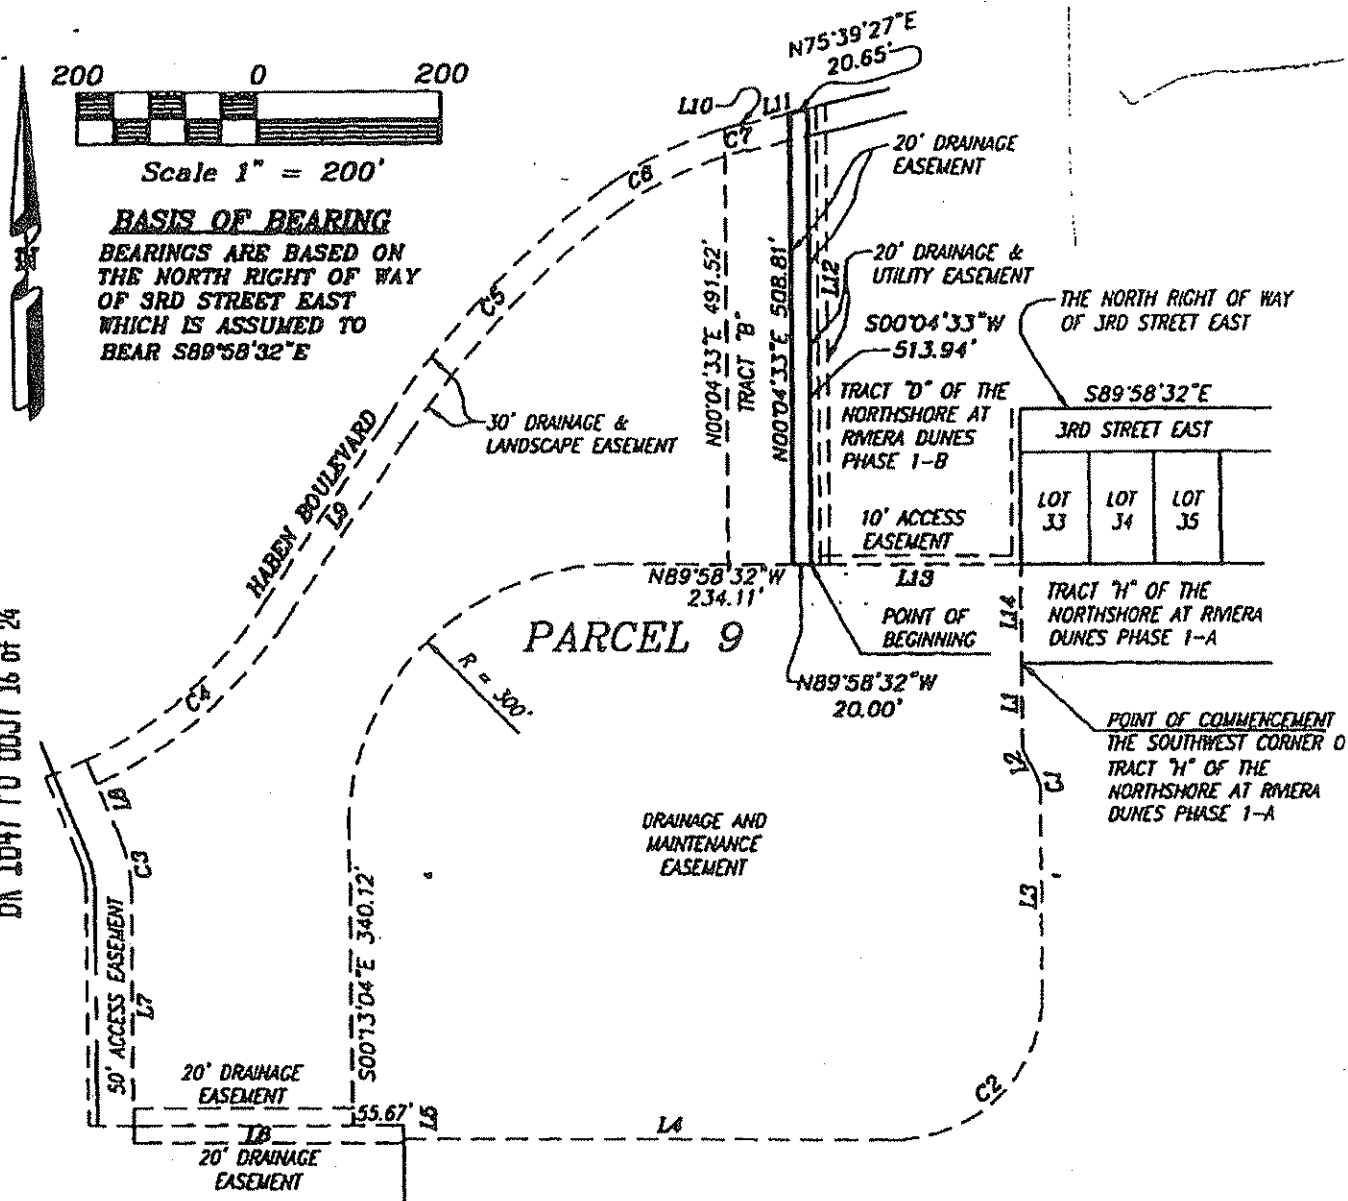 N75°39'27"E
20.65'
200 0 200
Scale 1" = 200'
BASIS OF BEARING
BEARINGS ARE BASED ON
THE NORTH RIGHT OF WAY
OF 3RD STREET EAST
WHICH IS ASSUMED TO
BEAR S89°58'32"E
N
L10
L11
C7
C6
C5
20' DRAINAGE
EASEMENT
20' DRAINAGE &
UTILITY EASEMENT
L12
N00°04'33"E 491.52'
TRACT "B"
N00°04'33"E 508.81'
S00°04'33"W
513.94'
THE NORTH RIGHT OF WAY
OF 3RD STREET EAST
TRACT "D" OF THE
NORTHSHORE AT
RIVIERA DUNES
PHASE 1-B
S89°58'32"E
3RD STREET EAST
LOT
33
LOT
34
LOT
35
30' DRAINAGE &
LANDSCAPE EASEMENT
HABEN BOULEVARD
L9
10' ACCESS
EASEMENT
N89°58'32"W
234.11'
L13
L14
TRACT "H" OF THE
NORTHSHORE AT RIVIERA
DUNES PHASE 1-A
POINT OF
BEGINNING
PARCEL 9
R = 300'
N89°58'32"W
20.00'
L1
POINT OF COMMENCEMENT
THE SOUTHWEST CORNER O
TRACT "H" OF THE
NORTHSHORE AT RIVIERA
DUNES PHASE 1-A
L2
C1
C4
L8
C3
DRAINAGE AND
MAINTENANCE
EASEMENT
L3
16 of 24
50' ACCESS EASEMENT
L7
S00°13'04"E 340.12'
20' DRAINAGE
EASEMENT
55.67'
L5
L6
L4
C2
20' DRAINAGE
EASEMENT